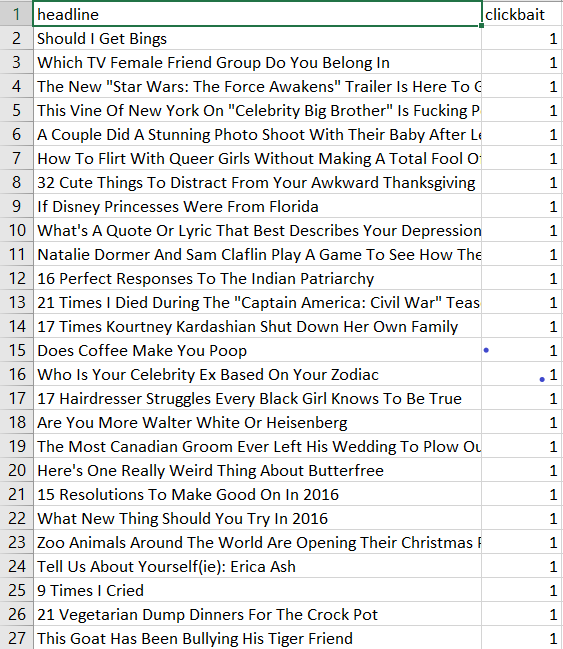 1 headline clickbait
2 Should I Get Bings 1
3 Which TV Female Friend Group Do You Belong In 1
4 The New "Star Wars: The Force Awakens" Trailer Is Here To 1
5 This Vine Of New York On "Celebrity Big Brother" Is Fucking 1
6 A Couple Did A Stunning Photo Shoot With Their Baby After 1
7 How To Flirt With Queer Girls Without Making A Total Fool 1
8 32 Cute Things To Distract From Your Awkward Thanksgiving 1
9 If Disney Princesses Were From Florida 1
10 What's A Quote Or Lyric That Best Describes Your Depression 1
11 Natalie Dormer And Sam Claflin Play A Game To See How The 1
12 16 Perfect Responses To The Indian Patriarchy 1
13 21 Times I Died During The "Captain America: Civil War" Teas 1
14 17 Times Kourtney Kardashian Shut Down Her Own Family 1
15 Does Coffee Make You Poop 1
16 Who Is Your Celebrity Ex Based On Your Zodiac 1
17 17 Hairdresser Struggles Every Black Girl Knows To Be True 1
18 Are You More Walter White Or Heisenberg 1
19 The Most Canadian Groom Ever Left His Wedding To Plow 1
20 Here's One Really Weird Thing About Butterfree 1
21 15 Resolutions To Make Good On In 2016 1
22 What New Thing Should You Try In 2016 1
23 Zoo Animals Around The World Are Opening Their Christmas 1
24 Tell Us About Yourself(ie): Erica Ash 1
25 9 Times I Cried 1
26 21 Vegetarian Dump Dinners For The Crock Pot 1
27 This Goat Has Been Bullying His Tiger Friend 1